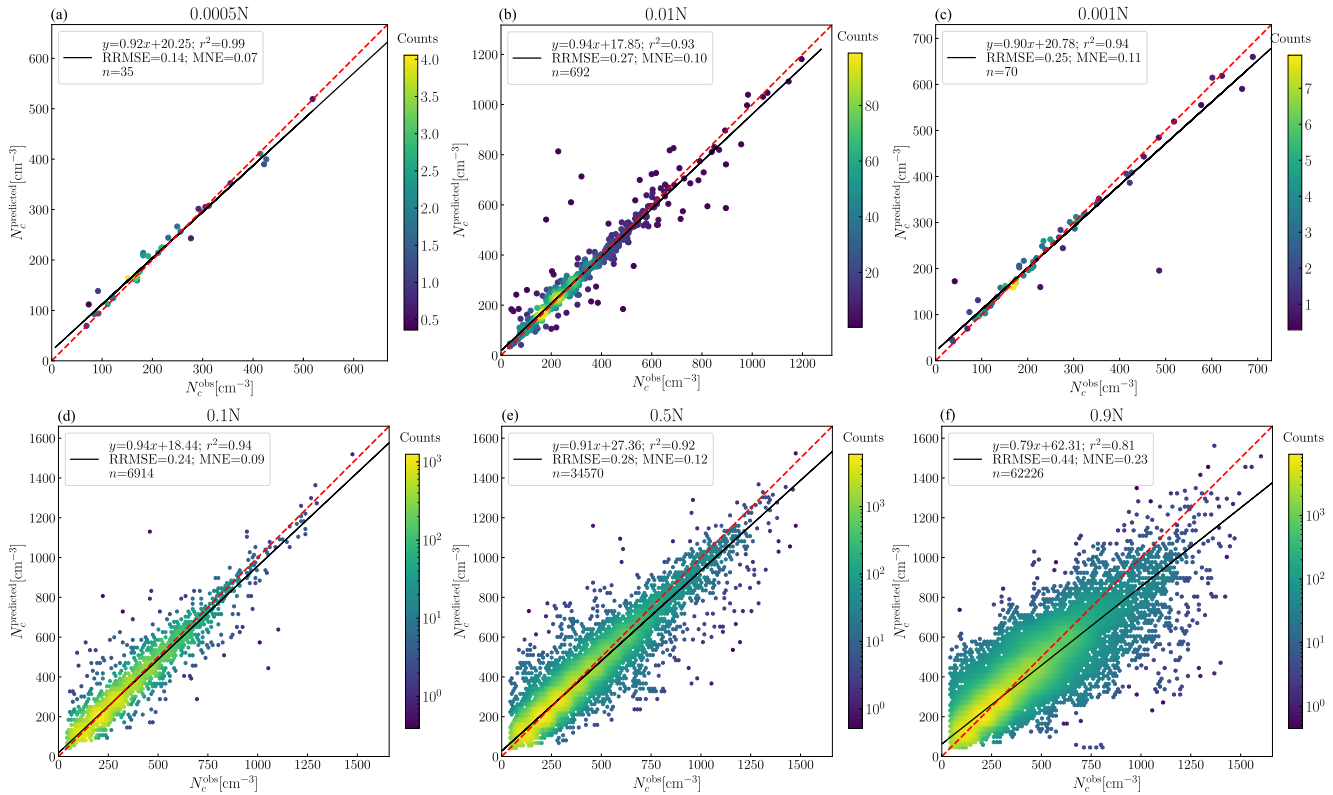 (a) 0.0005N
y=0.92x+20.25; r²=0.99
RRMSE=0.14; MNE=0.07
n=35
Counts
4.0
3.5
3.0
2.5
2.0
1.5
1.0
0.5
600
500
400
300
200
100
0
N_c^predicted[cm⁻³]
0 100 200 300 400 500 600
N_c^obs[cm⁻³]
(b) 0.01N
y=0.94x+17.85; r²=0.93
RRMSE=0.27; MNE=0.10
n=692
Counts
80
60
40
20
1200
1000
800
600
400
200
0
N_c^predicted[cm⁻³]
0 200 400 600 800 1000 1200
N_c^obs[cm⁻³]
(c) 0.001N
y=0.90x+20.78; r²=0.94
RRMSE=0.25; MNE=0.11
n=70
Counts
7
6
5
4
3
2
1
700
600
500
400
300
200
100
0
N_c^predicted[cm⁻³]
0 100 200 300 400 500 600 700
N_c^obs[cm⁻³]
(d) 0.1N
y=0.94x+18.44; r²=0.94
RRMSE=0.24; MNE=0.09
n=6914
Counts
10³
10²
10¹
10⁰
1600
1400
1200
1000
800
600
400
200
0
N_c^predicted[cm⁻³]
0 250 500 750 1000 1250 1500
N_c^obs[cm⁻³]
(e) 0.5N
y=0.91x+27.36; r²=0.92
RRMSE=0.28; MNE=0.12
n=34570
Counts
10³
10²
10¹
10⁰
1600
1400
1200
1000
800
600
400
200
0
N_c^predicted[cm⁻³]
0 250 500 750 1000 1250 1500
N_c^obs[cm⁻³]
(f) 0.9N
y=0.79x+62.31; r²=0.81
RRMSE=0.44; MNE=0.23
n=62226
Counts
10³
10²
10¹
10⁰
1600
1400
1200
1000
800
600
400
200
0
N_c^predicted[cm⁻³]
0 250 500 750 1000 1250 1500
N_c^obs[cm⁻³]